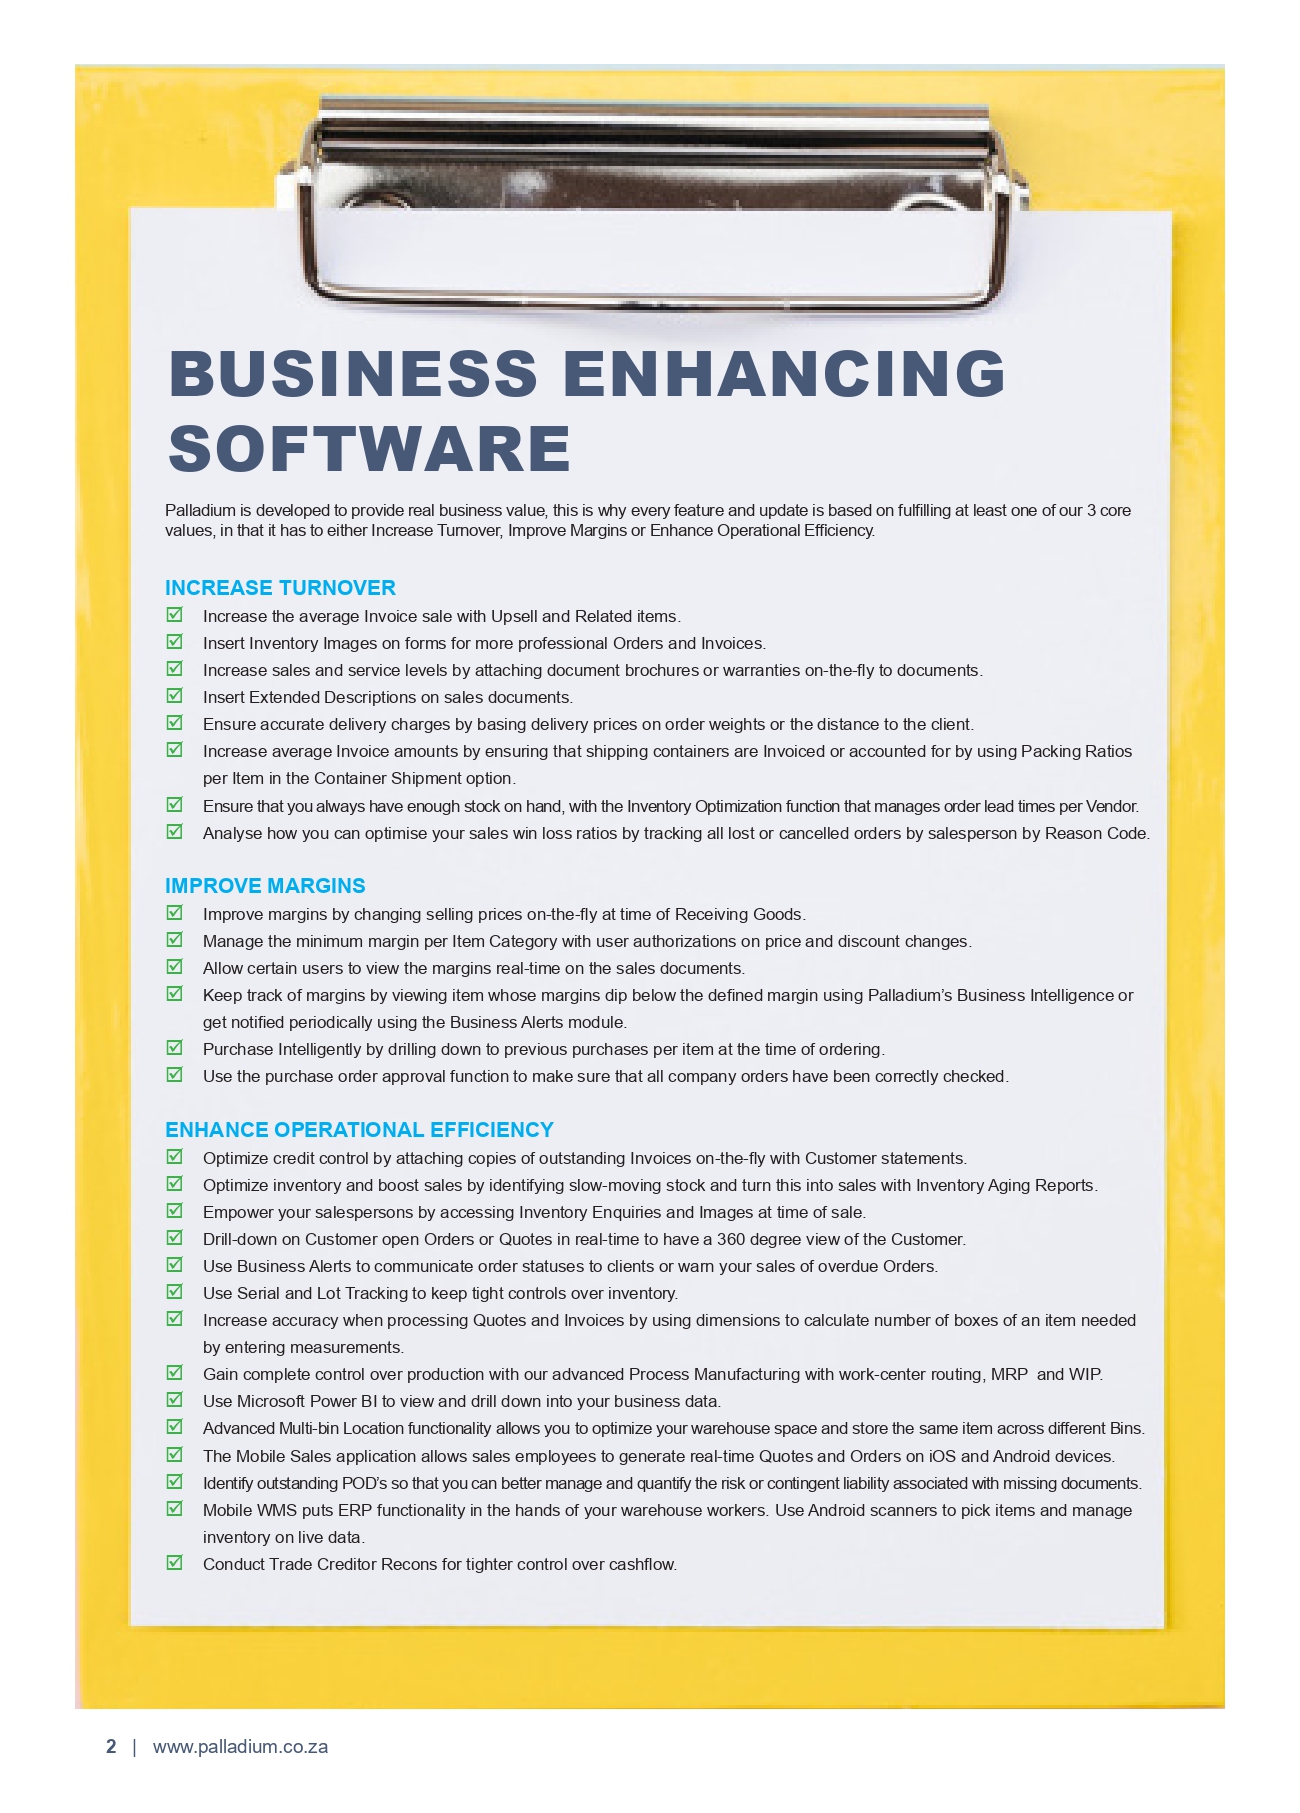 BUSINESS ENHANCING
SOFTWARE
Palladium is developed to provide real business value, this is why every feature and update is based on fulfilling at least one of our 3 core
values, in that it has to either Increase Turnover, Improve Margins or Enhance Operational Efficiency.
INCREASE TURNOVER
Increase the average Invoice sale with Upsell and Related items.
Insert Inventory Images on forms for more professional Orders and Invoices.
Increase sales and service levels by attaching document brochures or warranties on-the-fly to documents.
Insert Extended Descriptions on sales documents.
Ensure accurate delivery charges by basing delivery prices on order weights or the distance to the client.
Increase average Invoice amounts by ensuring that shipping containers are Invoiced or accounted for by using Packing Ratios
per Item in the Container Shipment option.
Ensure that you always have enough stock on hand, with the Inventory Optimization function that manages order lead times per Vendor.
Analyse how you can optimise your sales win loss ratios by tracking all lost or cancelled orders by salesperson by Reason Code.
IMPROVE MARGINS
Improve margins by changing selling prices on-the-fly at time of Receiving Goods.
Manage the minimum margin per Item Category with user authorizations on price and discount changes.
Allow certain users to view the margins real-time on the sales documents.
Keep track of margins by viewing item whose margins dip below the defined margin using Palladium's Business Intelligence or
get notified periodically using the Business Alerts module.
Purchase Intelligently by drilling down to previous purchases per item at the time of ordering.
Use the purchase order approval function to make sure that all company orders have been correctly checked.
ENHANCE OPERATIONAL EFFICIENCY
Optimize credit control by attaching copies of outstanding Invoices on-the-fly with Customer statements.
Optimize inventory and boost sales by identifying slow-moving stock and turn this into sales with Inventory Aging Reports.
Empower your salespersons by accessing Inventory Enquiries and Images at time of sale.
Drill-down on Customer open Orders or Quotes in real-time to have a 360 degree view of the Customer.
Use Business Alerts to communicate order statuses to clients or warn your sales of overdue Orders.
Use Serial and Lot Tracking to keep tight controls over inventory.
Increase accuracy when processing Quotes and Invoices by using dimensions to calculate number of boxes of an item needed
by entering measurements.
Gain complete control over production with our advanced Process Manufacturing with work-center routing, MRP and WIP.
Use Microsoft Power BI to view and drill down into your business data.
Advanced Multi-bin Location functionality allows you to optimize your warehouse space and store the same item across different Bins.
The Mobile Sales application allows sales employees to generate real-time Quotes and Orders on iOS and Android devices.
Identify outstanding POD's so that you can better manage and quantify the risk or contingent liability associated with missing documents.
Mobile WMS puts ERP functionality in the hands of your warehouse workers. Use Android scanners to pick items and manage
inventory on live data.
Conduct Trade Creditor Recons for tighter control over cashflow.
2 | www.palladium.co.za